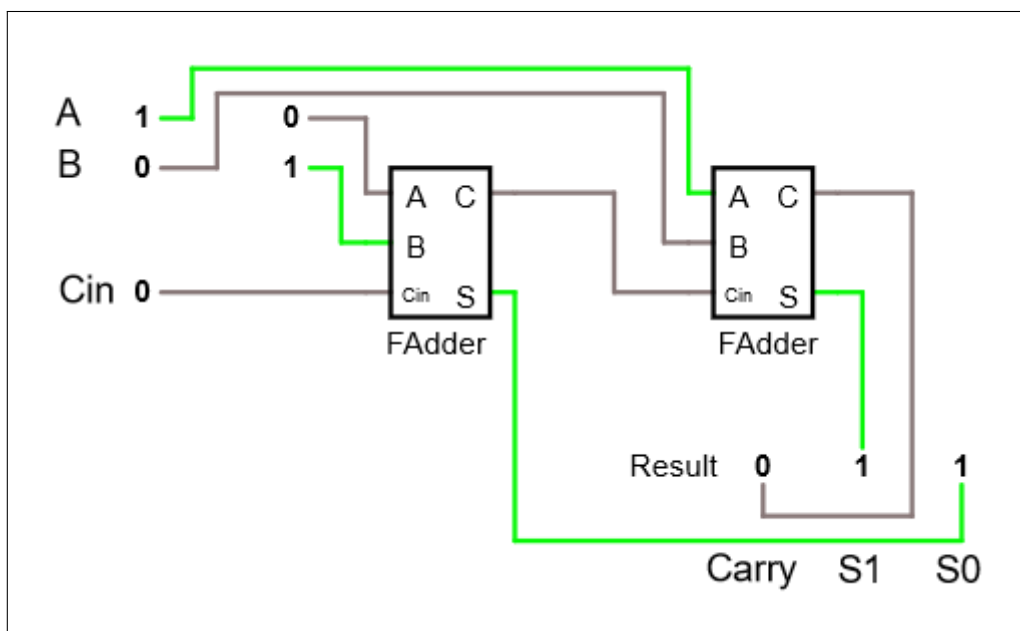 A 1 0
B 0 1
Cin 0
A C
B
Cin S
FAdder
A C
B
Cin S
FAdder
Result 0 1 1
Carry S1 S0